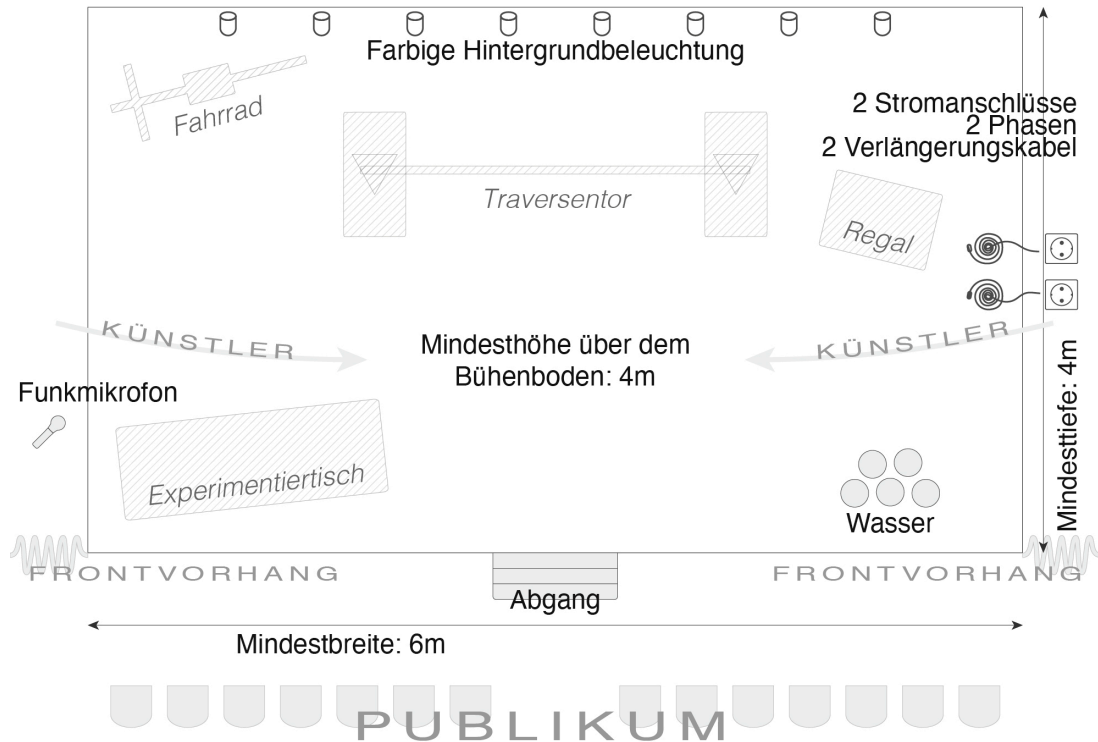 Farbige Hintergrundbeleuchtung
2 Stromanschlüsse
2 Phasen
2 Verlängerungskabel
Fahrrad
Traversentor
Regal
KÜNSTLER
KÜNSTLER
Mindesthöhe über dem
Bühenboden: 4m
Mindesttiefe: 4m
Funkmikrofon
Experimentiertisch
Wasser
FRONTVORHANG
FRONTVORHANG
Abgang
Mindestbreite: 6m
PUBLIKUM